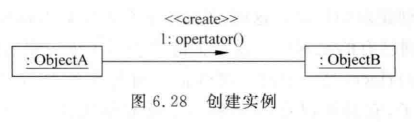 <<create>>
1: opertator()
: ObjectA
: ObjectB
图 6.28 创建实例